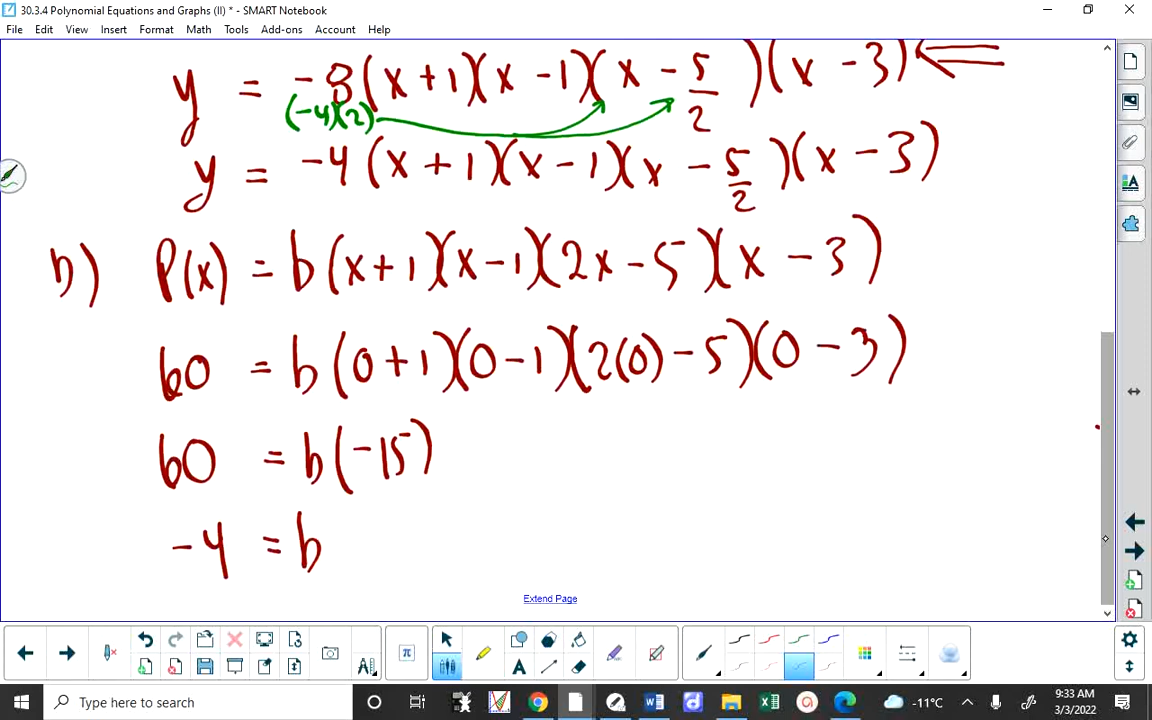 30.3.4 Polynomial Equations and Graphs (II) * - SMART Notebook
File Edit View Insert Format Math Tools Add-ons Account Help
y = -8(x+1)(x-1)(x - 5/2)(x-3)
(-4)(2)
y = -4(x+1)(x-1)(x - 5/2)(x-3)
b) P(x) = b(x+1)(x-1)(2x-5)(x-3)
60 = b(0+1)(0-1)(2(0)-5)(0-3)
60 = b(-15)
-4 = b
Extend Page
Type here to search
-11°C
9:33 AM
3/3/2022